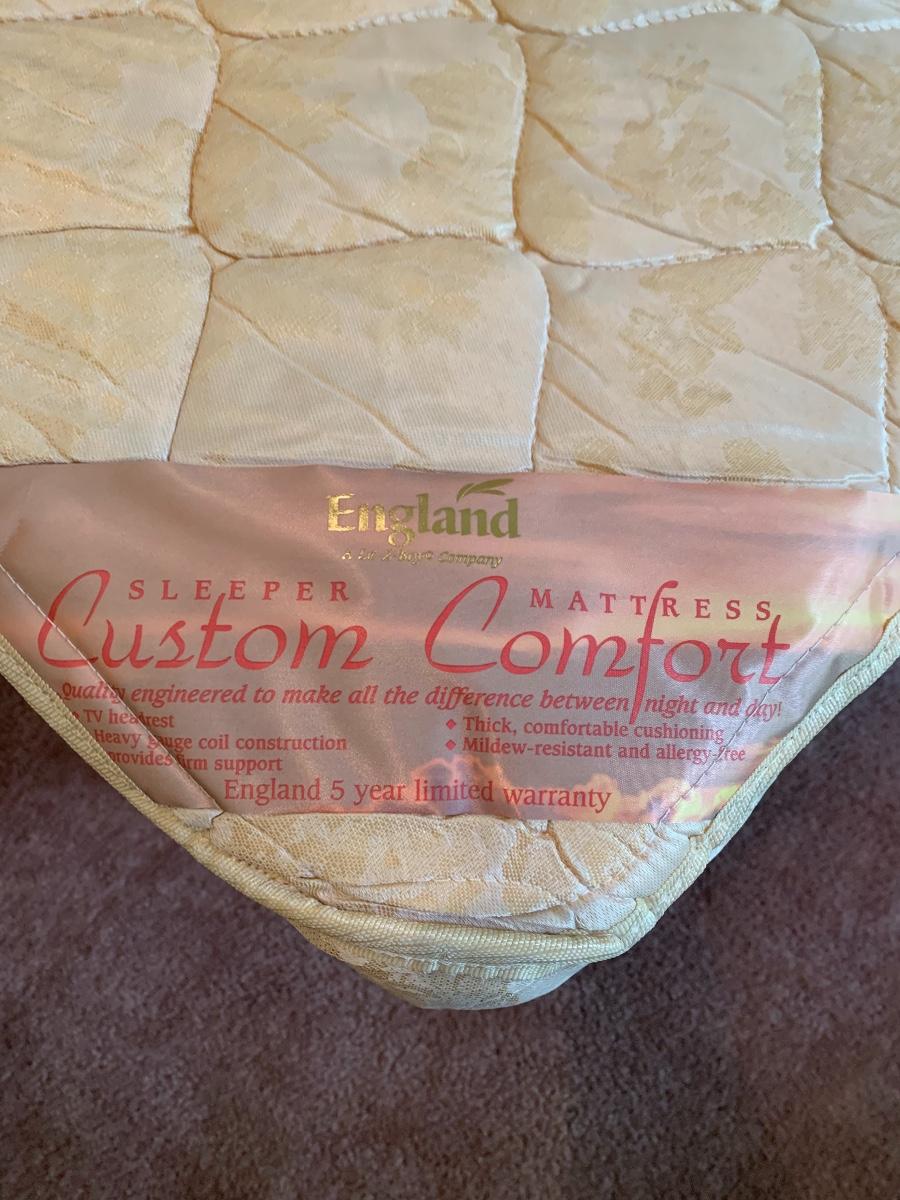 England
A La-Z-Boy® Company
SLEEPER MATTRESS
Custom Comfort
Quality engineered to make all the difference between night and day!
TV headrest
Heavy gauge coil construction
provides firm support
◆ Thick, comfortable cushioning
◆ Mildew-resistant and allergy-free
England 5 year limited warranty